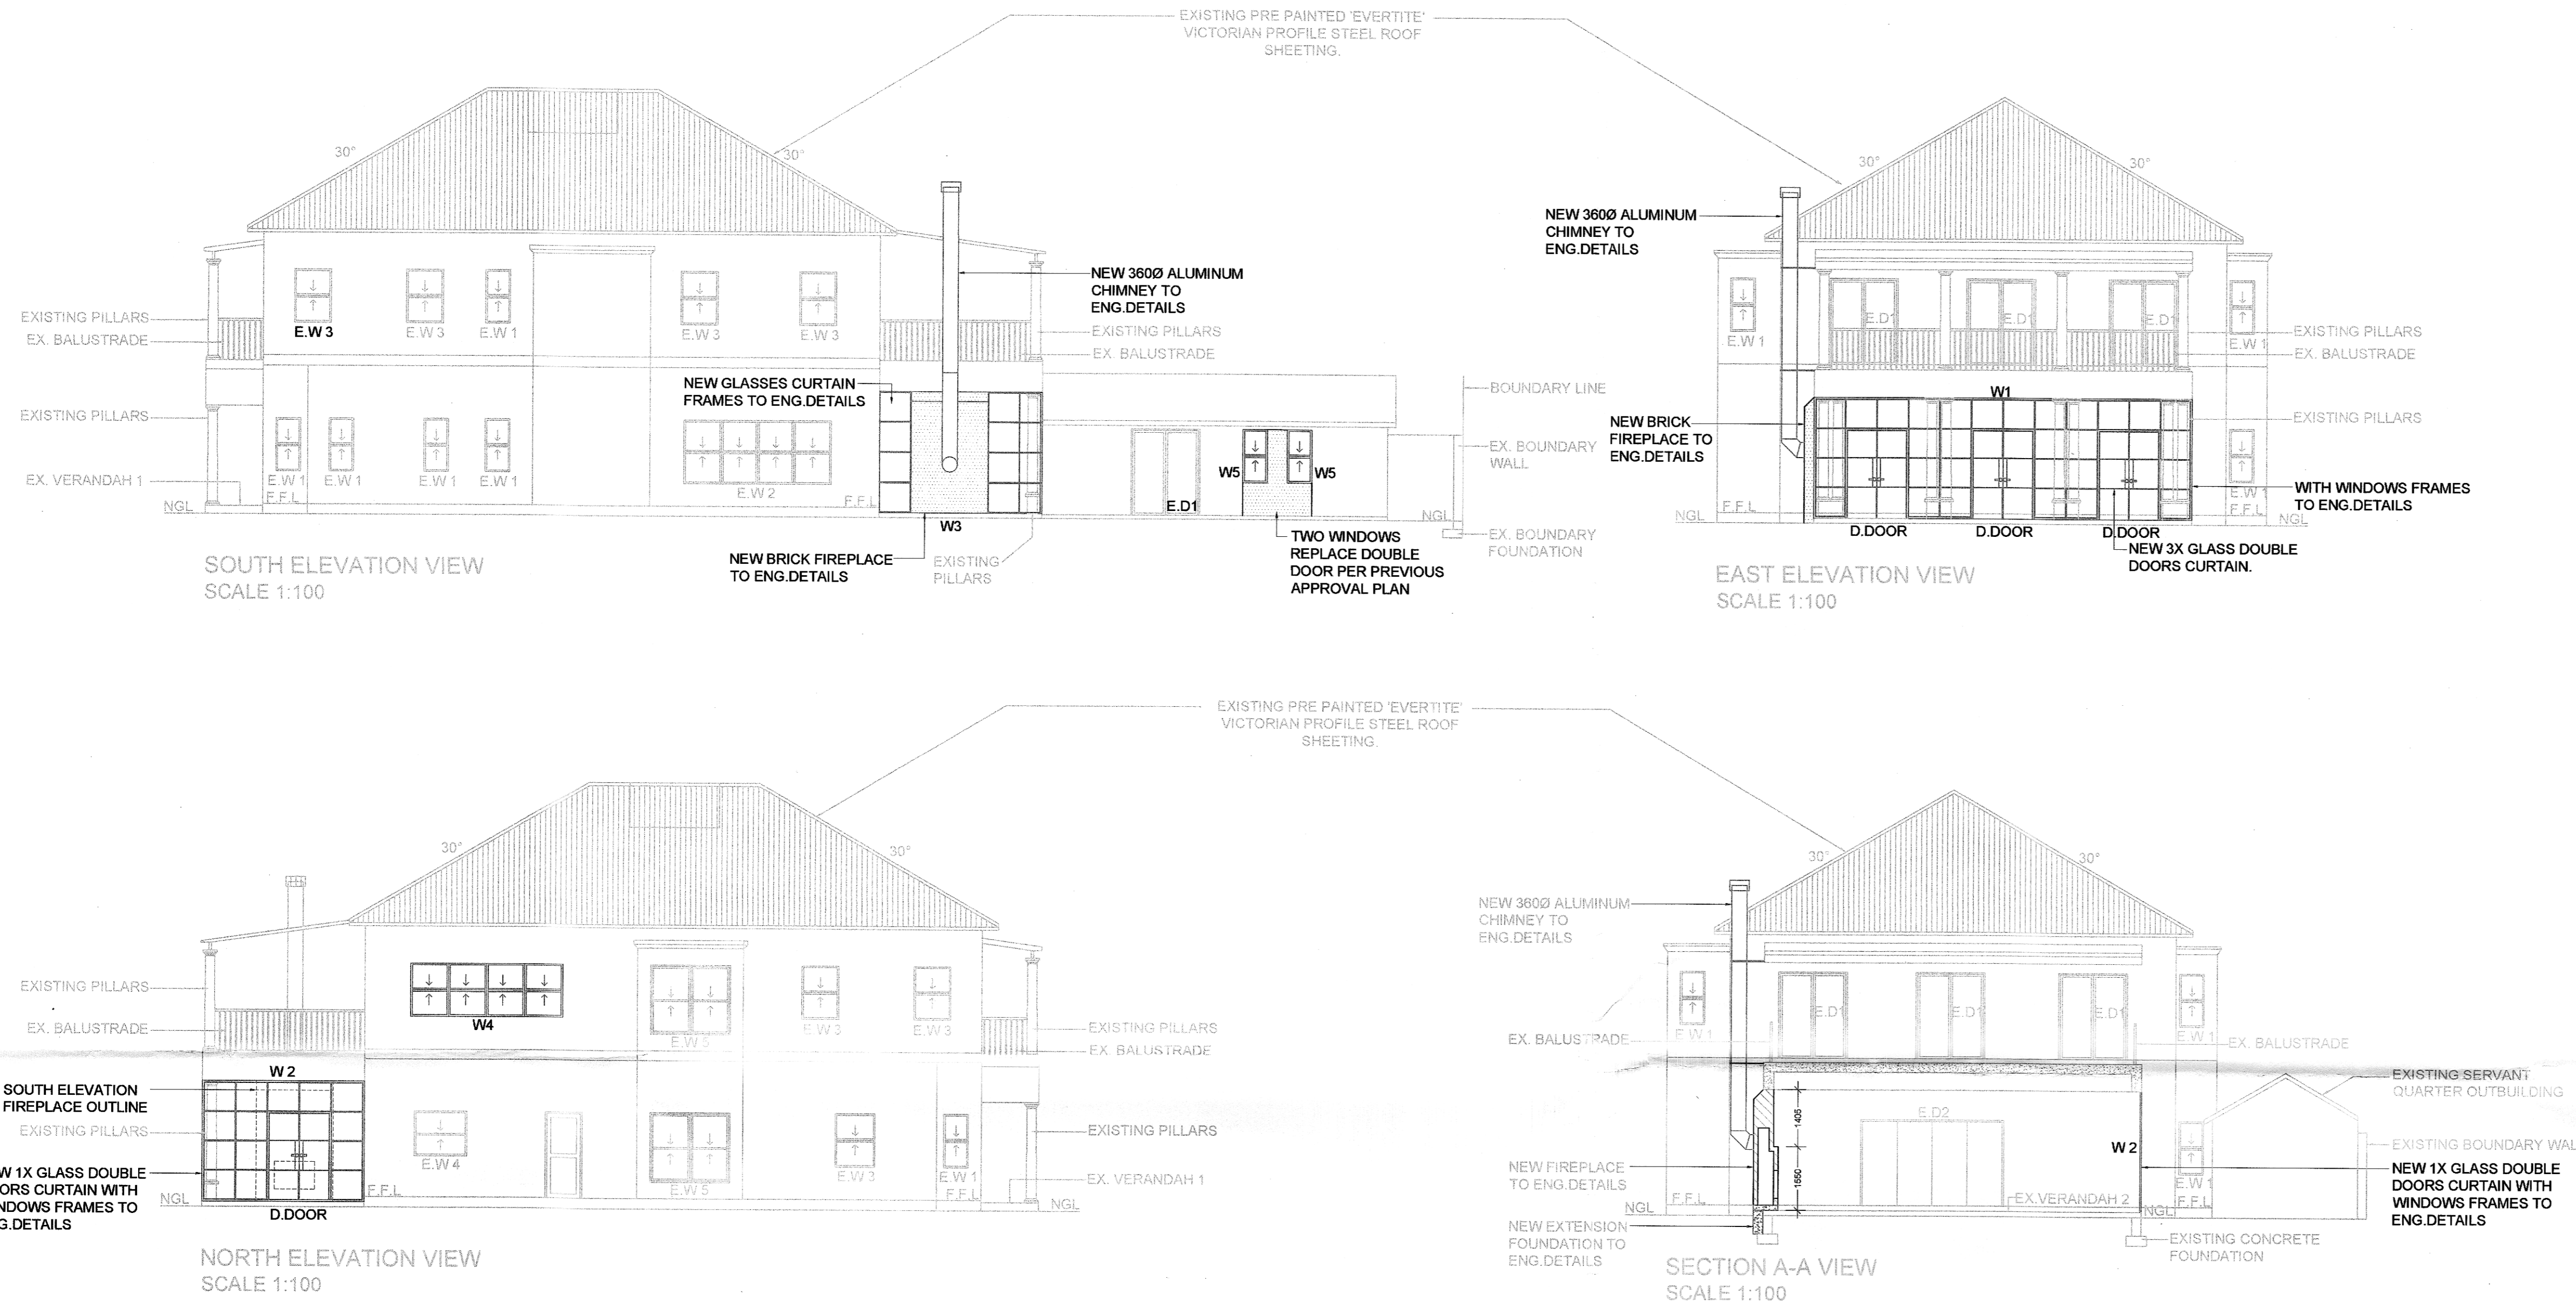 EXISTING PRE PAINTED 'EVERTITE'
VICTORIAN PROFILE STEEL ROOF
SHEETING.
30°
30°
EXISTING PILLARS
EX. BALUSTRADE
EXISTING PILLARS
EX. VERANDAH 1
NGL
E.W 3
E.W 3
E.W 1
E.W 3
E.W 3
NEW 360Ø ALUMINUM
CHIMNEY TO
ENG.DETAILS
EXISTING PILLARS
EX. BALUSTRADE
NEW GLASSES CURTAIN
FRAMES TO ENG.DETAILS
E.W 1
F.F.L
E.W 1
E.W 1
E.W 1
E.W 2
F.F.L
W3
E.D1
W5
W5
NGL
BOUNDARY LINE
EX. BOUNDARY
WALL
EX. BOUNDARY
FOUNDATION
NEW BRICK FIREPLACE
TO ENG.DETAILS
EXISTING
PILLARS
TWO WINDOWS
REPLACE DOUBLE
DOOR PER PREVIOUS
APPROVAL PLAN
SOUTH ELEVATION VIEW
SCALE 1:100
30°
30°
NEW 360Ø ALUMINUM
CHIMNEY TO
ENG.DETAILS
E.W 1
E.D1
E.D1
E.D1
E.W 1
EXISTING PILLARS
EX. BALUSTRADE
W1
EXISTING PILLARS
NEW BRICK
FIREPLACE TO
ENG.DETAILS
E.W 1
F.F.L
WITH WINDOWS FRAMES
TO ENG.DETAILS
NGL
F.F.L
NGL
D.DOOR
D.DOOR
D.DOOR
NEW 3X GLASS DOUBLE
DOORS CURTAIN.
EAST ELEVATION VIEW
SCALE 1:100
EXISTING PRE PAINTED 'EVERTITE'
VICTORIAN PROFILE STEEL ROOF
SHEETING.
30°
30°
EXISTING PILLARS
EX. BALUSTRADE
W4
E.W 5
E.W 3
E.W 3
EXISTING PILLARS
EX. BALUSTRADE
W 2
SOUTH ELEVATION
FIREPLACE OUTLINE
EXISTING PILLARS
W 1X GLASS DOUBLE
ORS CURTAIN WITH
NDOWS FRAMES TO
G.DETAILS
NGL
F.F.L
D.DOOR
E.W 4
E.W 5
E.W 3
E.W 1
F.F.L
EXISTING PILLARS
EX. VERANDAH 1
NGL
NORTH ELEVATION VIEW
SCALE 1:100
30°
30°
NEW 360Ø ALUMINUM
CHIMNEY TO
ENG.DETAILS
E.W 1
E.D1
E.D1
E.D1
E.W 1
EX. BALUSTRADE
EX. BALUSTRADE
EXISTING SERVANT
QUARTER OUTBUILDING
1405
1550
E.D2
W 2
EXISTING BOUNDARY WAL
NEW FIREPLACE
TO ENG.DETAILS
E.W 1
F.F.L
NEW 1X GLASS DOUBLE
DOORS CURTAIN WITH
WINDOWS FRAMES TO
ENG.DETAILS
F.F.L
EX.VERANDAH 2
NGL
NGL
NEW EXTENSION
FOUNDATION TO
ENG.DETAILS
EXISTING CONCRETE
FOUNDATION
SECTION A-A VIEW
SCALE 1:100